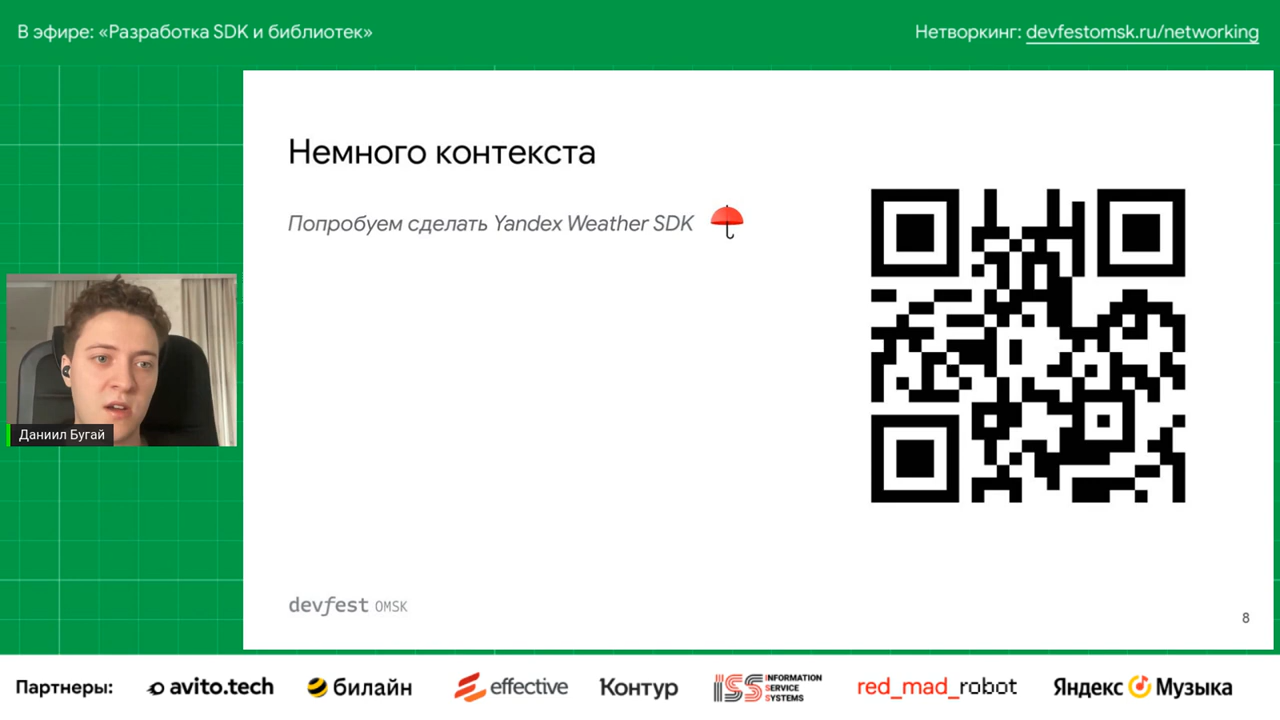 В эфире: «Разработка SDK и библиотек»
Нетворкинг: devfestomsk.ru/networking
Немного контекста
Попробуем сделать Yandex Weather SDK
Даниил Бугай
devfest OMSK
8
Партнеры:
avito.tech
билайн
effective
Контур
ISS INFORMATION
SERVICE
SYSTEMS
red_mad_robot
Яндекс Музыка